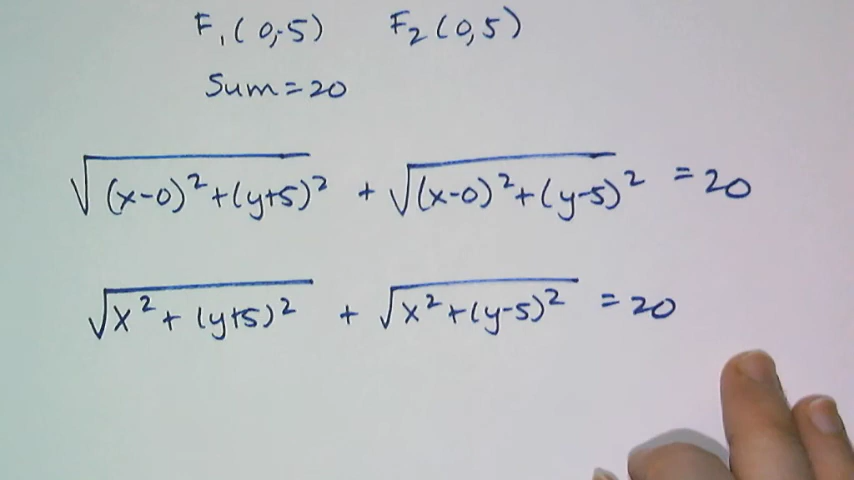 F₁(0,-5) F₂(0,5)
Sum=20
√((x-0)²+(y+5)²) + √((x-0)²+(y-5)²) = 20
√(x²+(y+5)²) + √(x²+(y-5)²) = 20